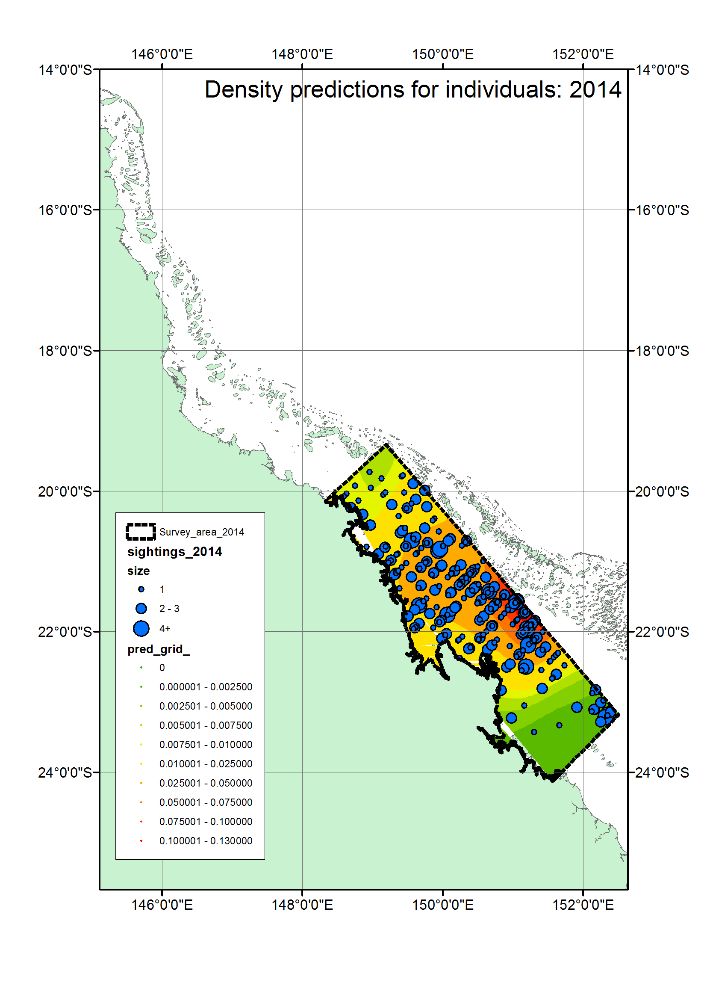 146°0'0"E 148°0'0"E 150°0'0"E 152°0'0"E
14°0'0"S 14°0'0"S
Density predictions for individuals: 2014
16°0'0"S 16°0'0"S
18°0'0"S 18°0'0"S
20°0'0"S 20°0'0"S
Survey_area_2014
sightings_2014
size
1
2 - 3
4+
22°0'0"S 22°0'0"S
pred_grid_
0
0.000001 - 0.002500
0.002501 - 0.005000
0.005001 - 0.007500
0.007501 - 0.010000
0.010001 - 0.025000
24°0'0"S 24°0'0"S
0.025001 - 0.050000
0.050001 - 0.075000
0.075001 - 0.100000
0.100001 - 0.130000
146°0'0"E 148°0'0"E 150°0'0"E 152°0'0"E